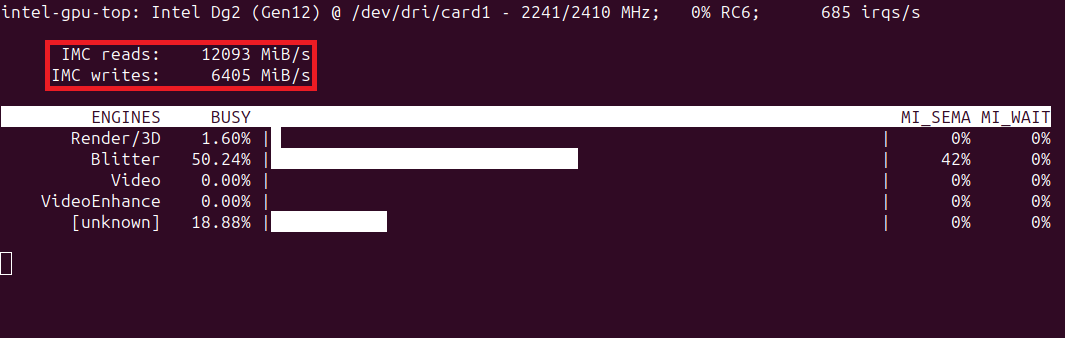 intel-gpu-top: Intel Dg2 (Gen12) @ /dev/dri/card1 - 2241/2410 MHz;   0% RC6;      685 irqs/s
IMC reads:    12093 MiB/s
IMC writes:     6405 MiB/s
ENGINES     BUSY     MI_SEMA MI_WAIT
Render/3D    1.60% |     |      0%      0%
Blitter   50.24% |     |     42%      0%
Video    0.00% |     |      0%      0%
VideoEnhance    0.00% |     |      0%      0%
[unknown]   18.88% |     |      0%      0%